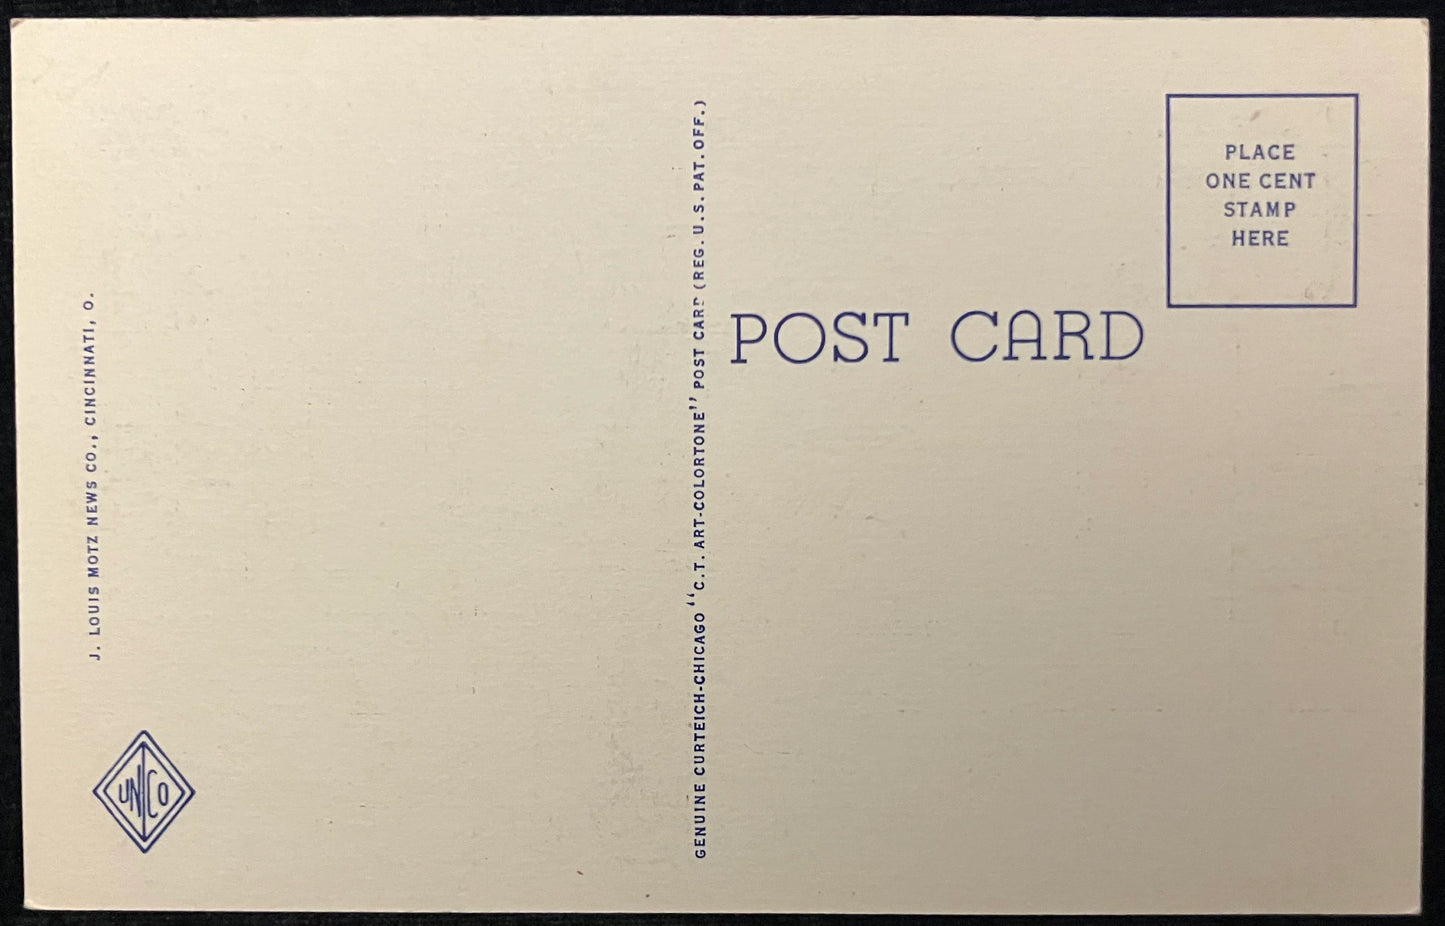 J. LOUIS MOTZ NEWS CO., CINCINNATI, O.
UNCO
GENUINE CURTEICH-CHICAGO "C.T. ART-COLORTONE" POST CARD (REG. U.S. PAT. OFF.)
POST CARD
PLACE
ONE CENT
STAMP
HERE